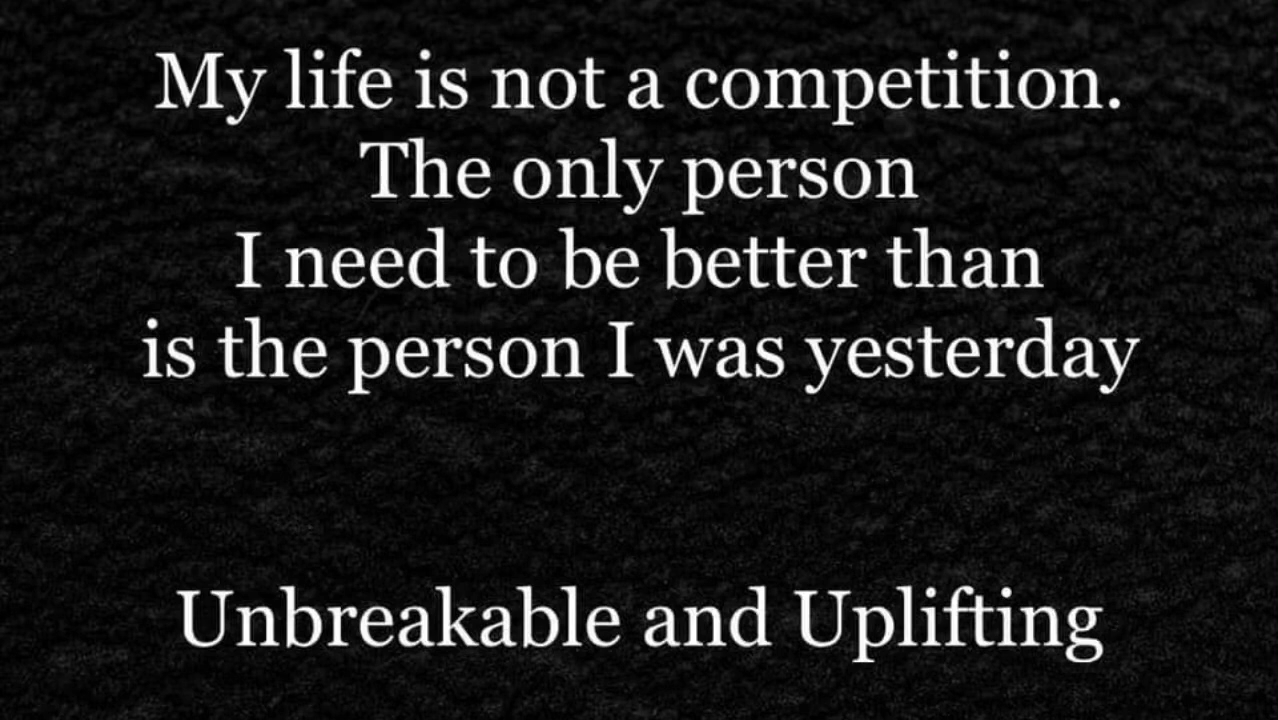 My life is not a competition.
The only person
I need to be better than
is the person I was yesterday
Unbreakable and Uplifting